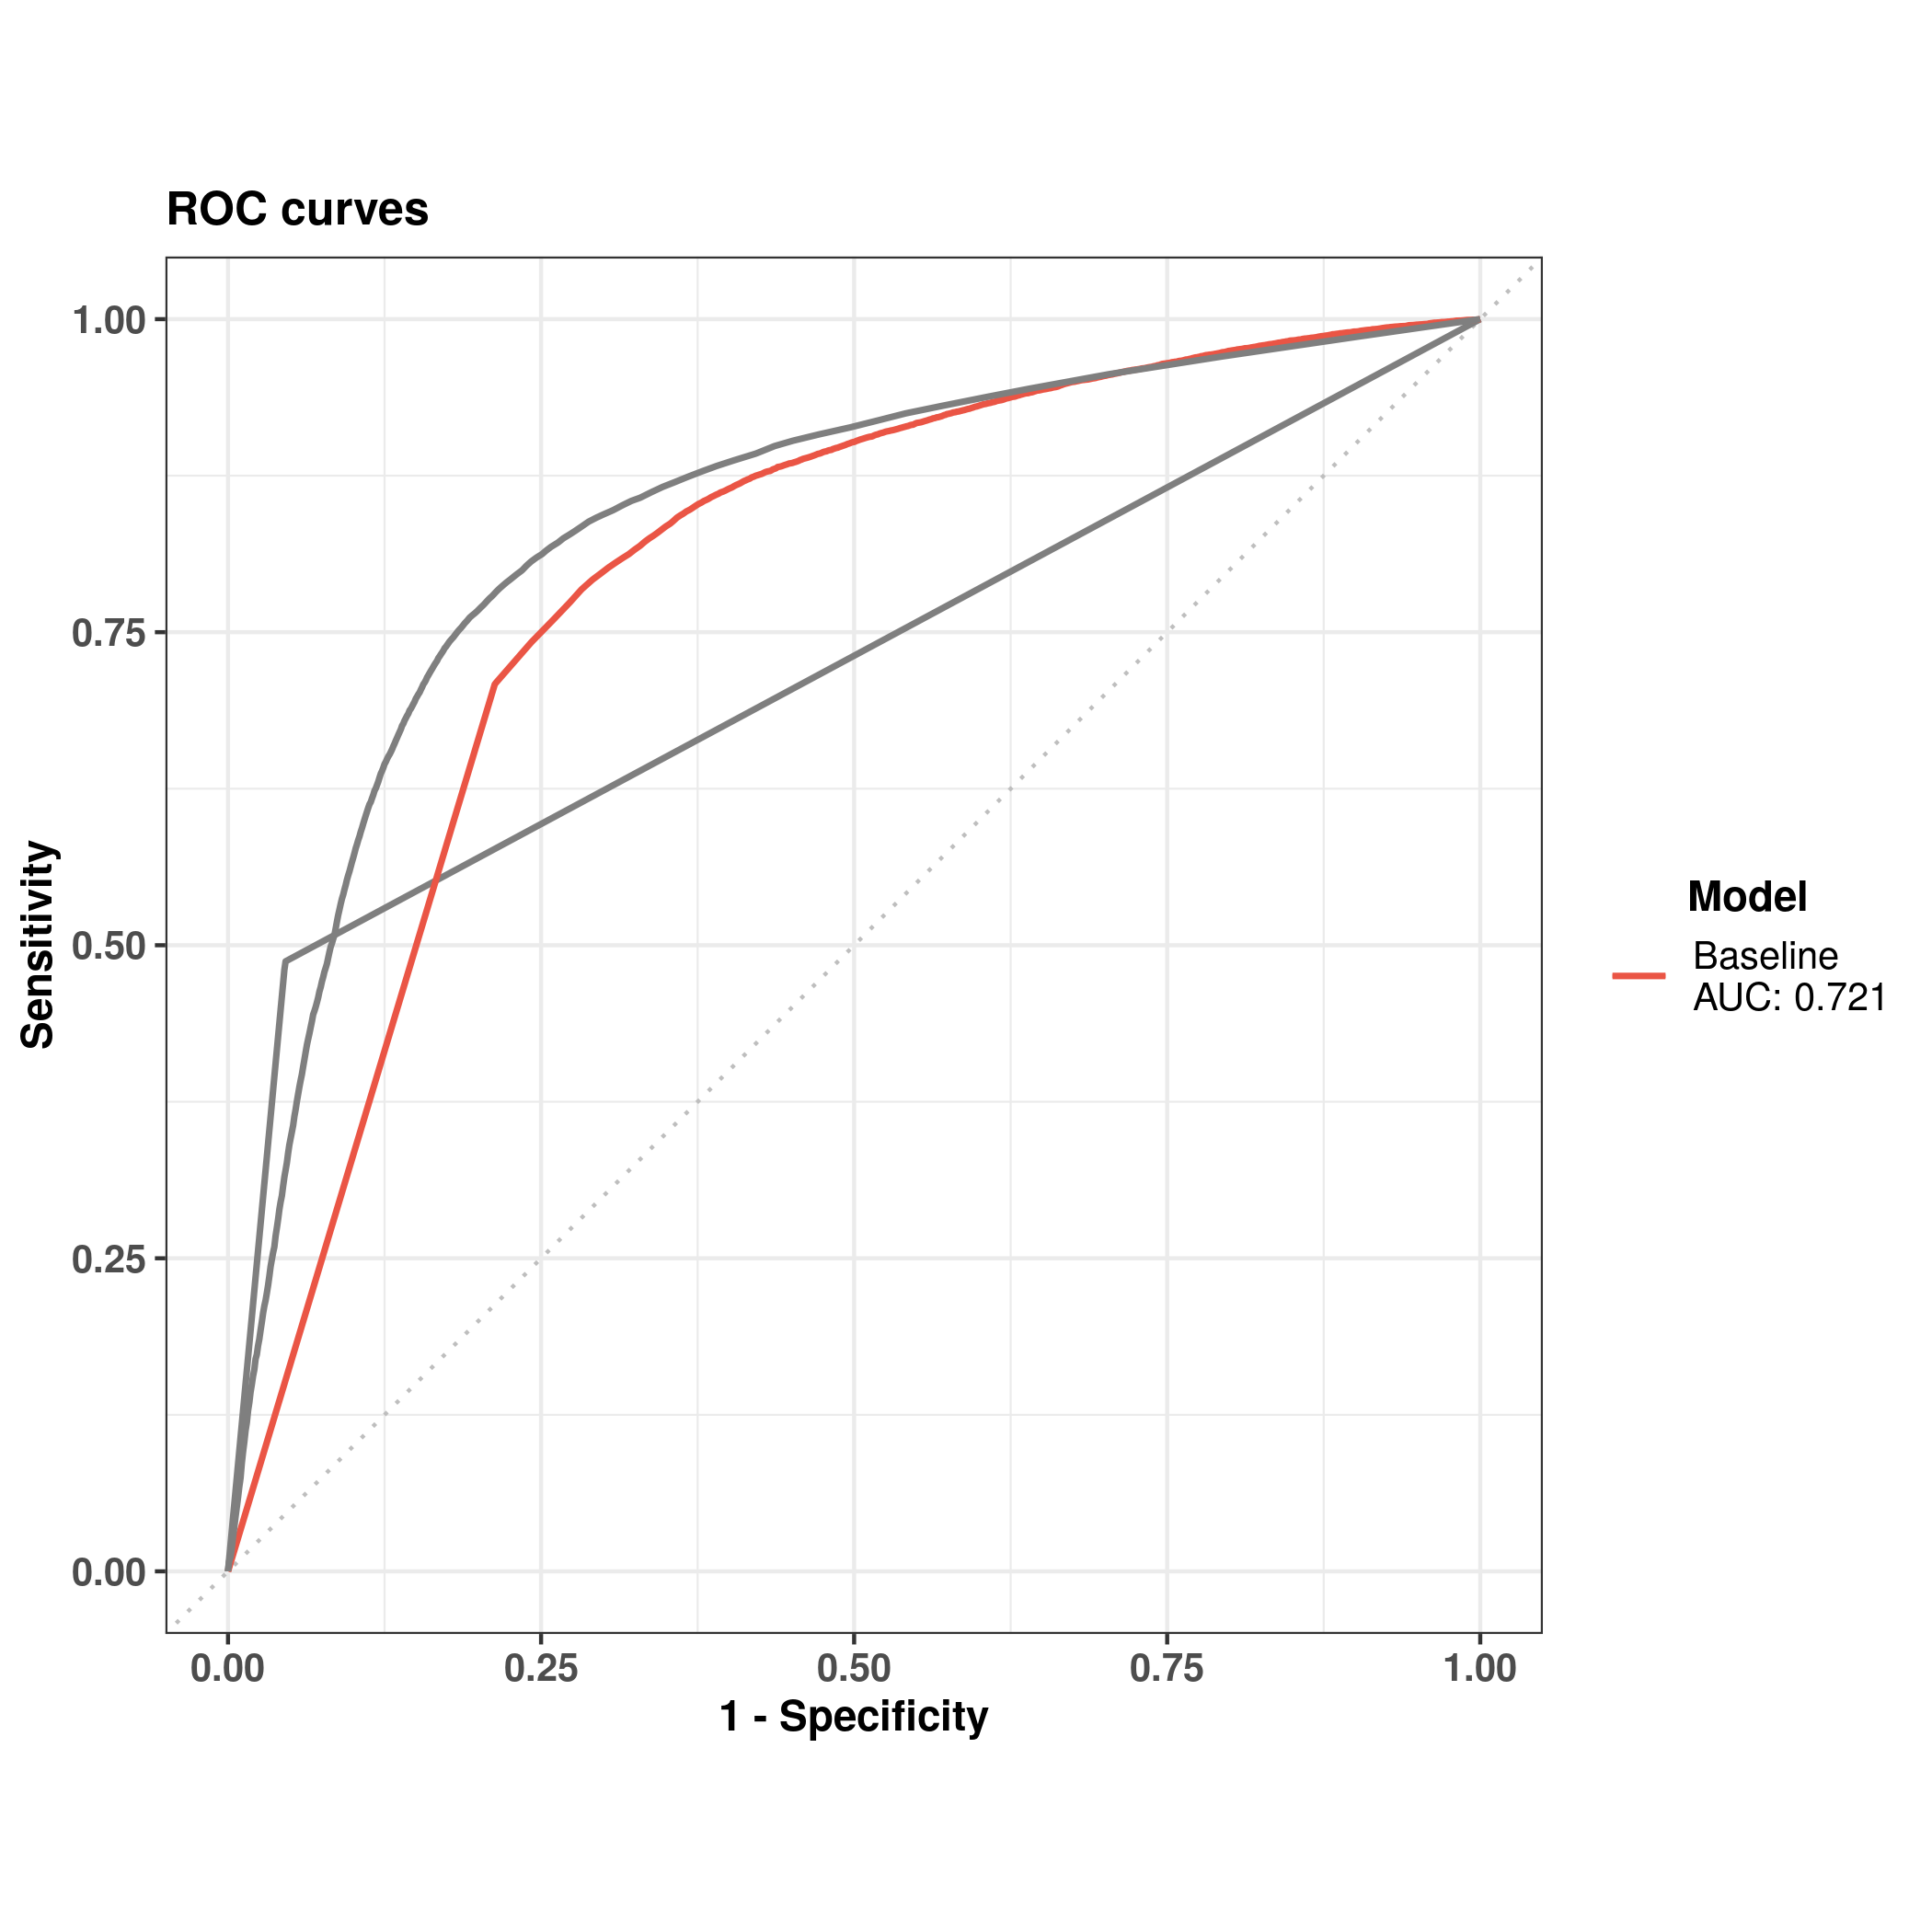 ROC curves
1.00
0.75
0.50
0.25
0.00
Sensitivity
0.00 0.25 0.50 0.75 1.00
1 - Specificity
Model
Baseline
AUC: 0.721